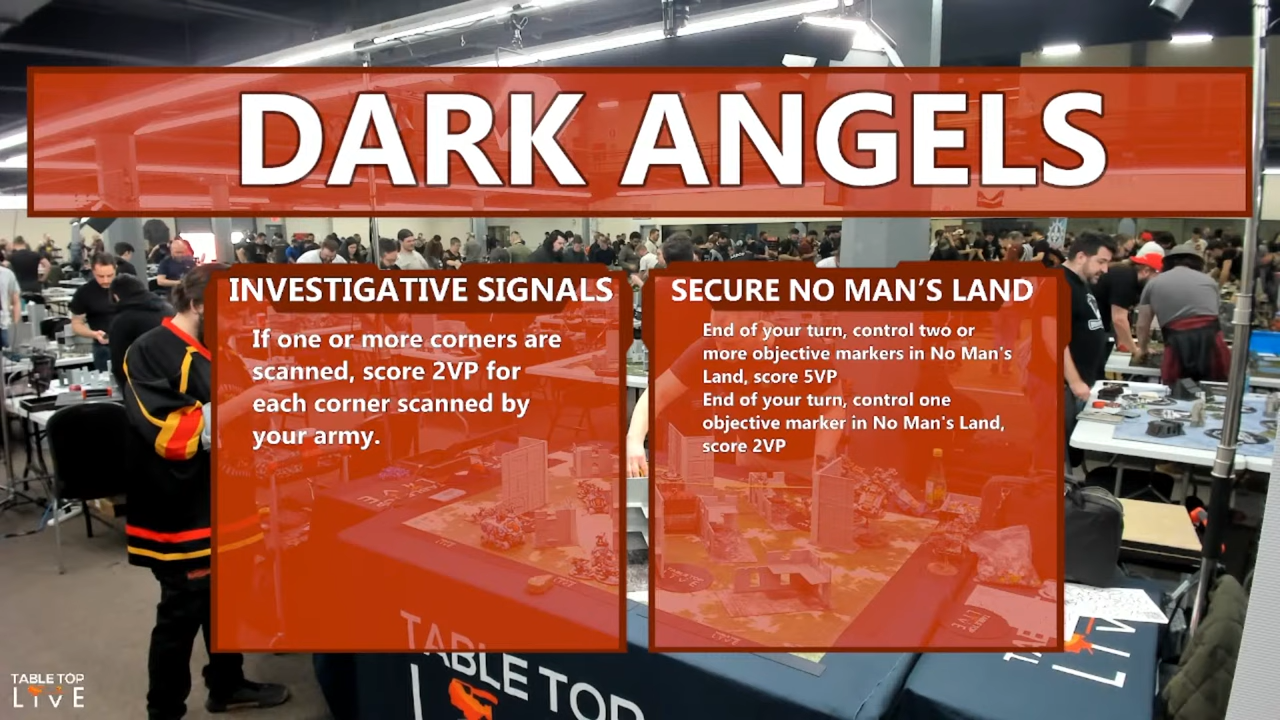 DARK ANGELS
INVESTIGATIVE SIGNALS
If one or more corners are
scanned, score 2VP for
each corner scanned by
your army.
SECURE NO MAN'S LAND
End of your turn, control two or
more objective markers in No Man's
Land, score 5VP
End of your turn, control one
objective marker in No Man's Land,
score 2VP
TABLE TOP
L
TABLE TOP
LIVE